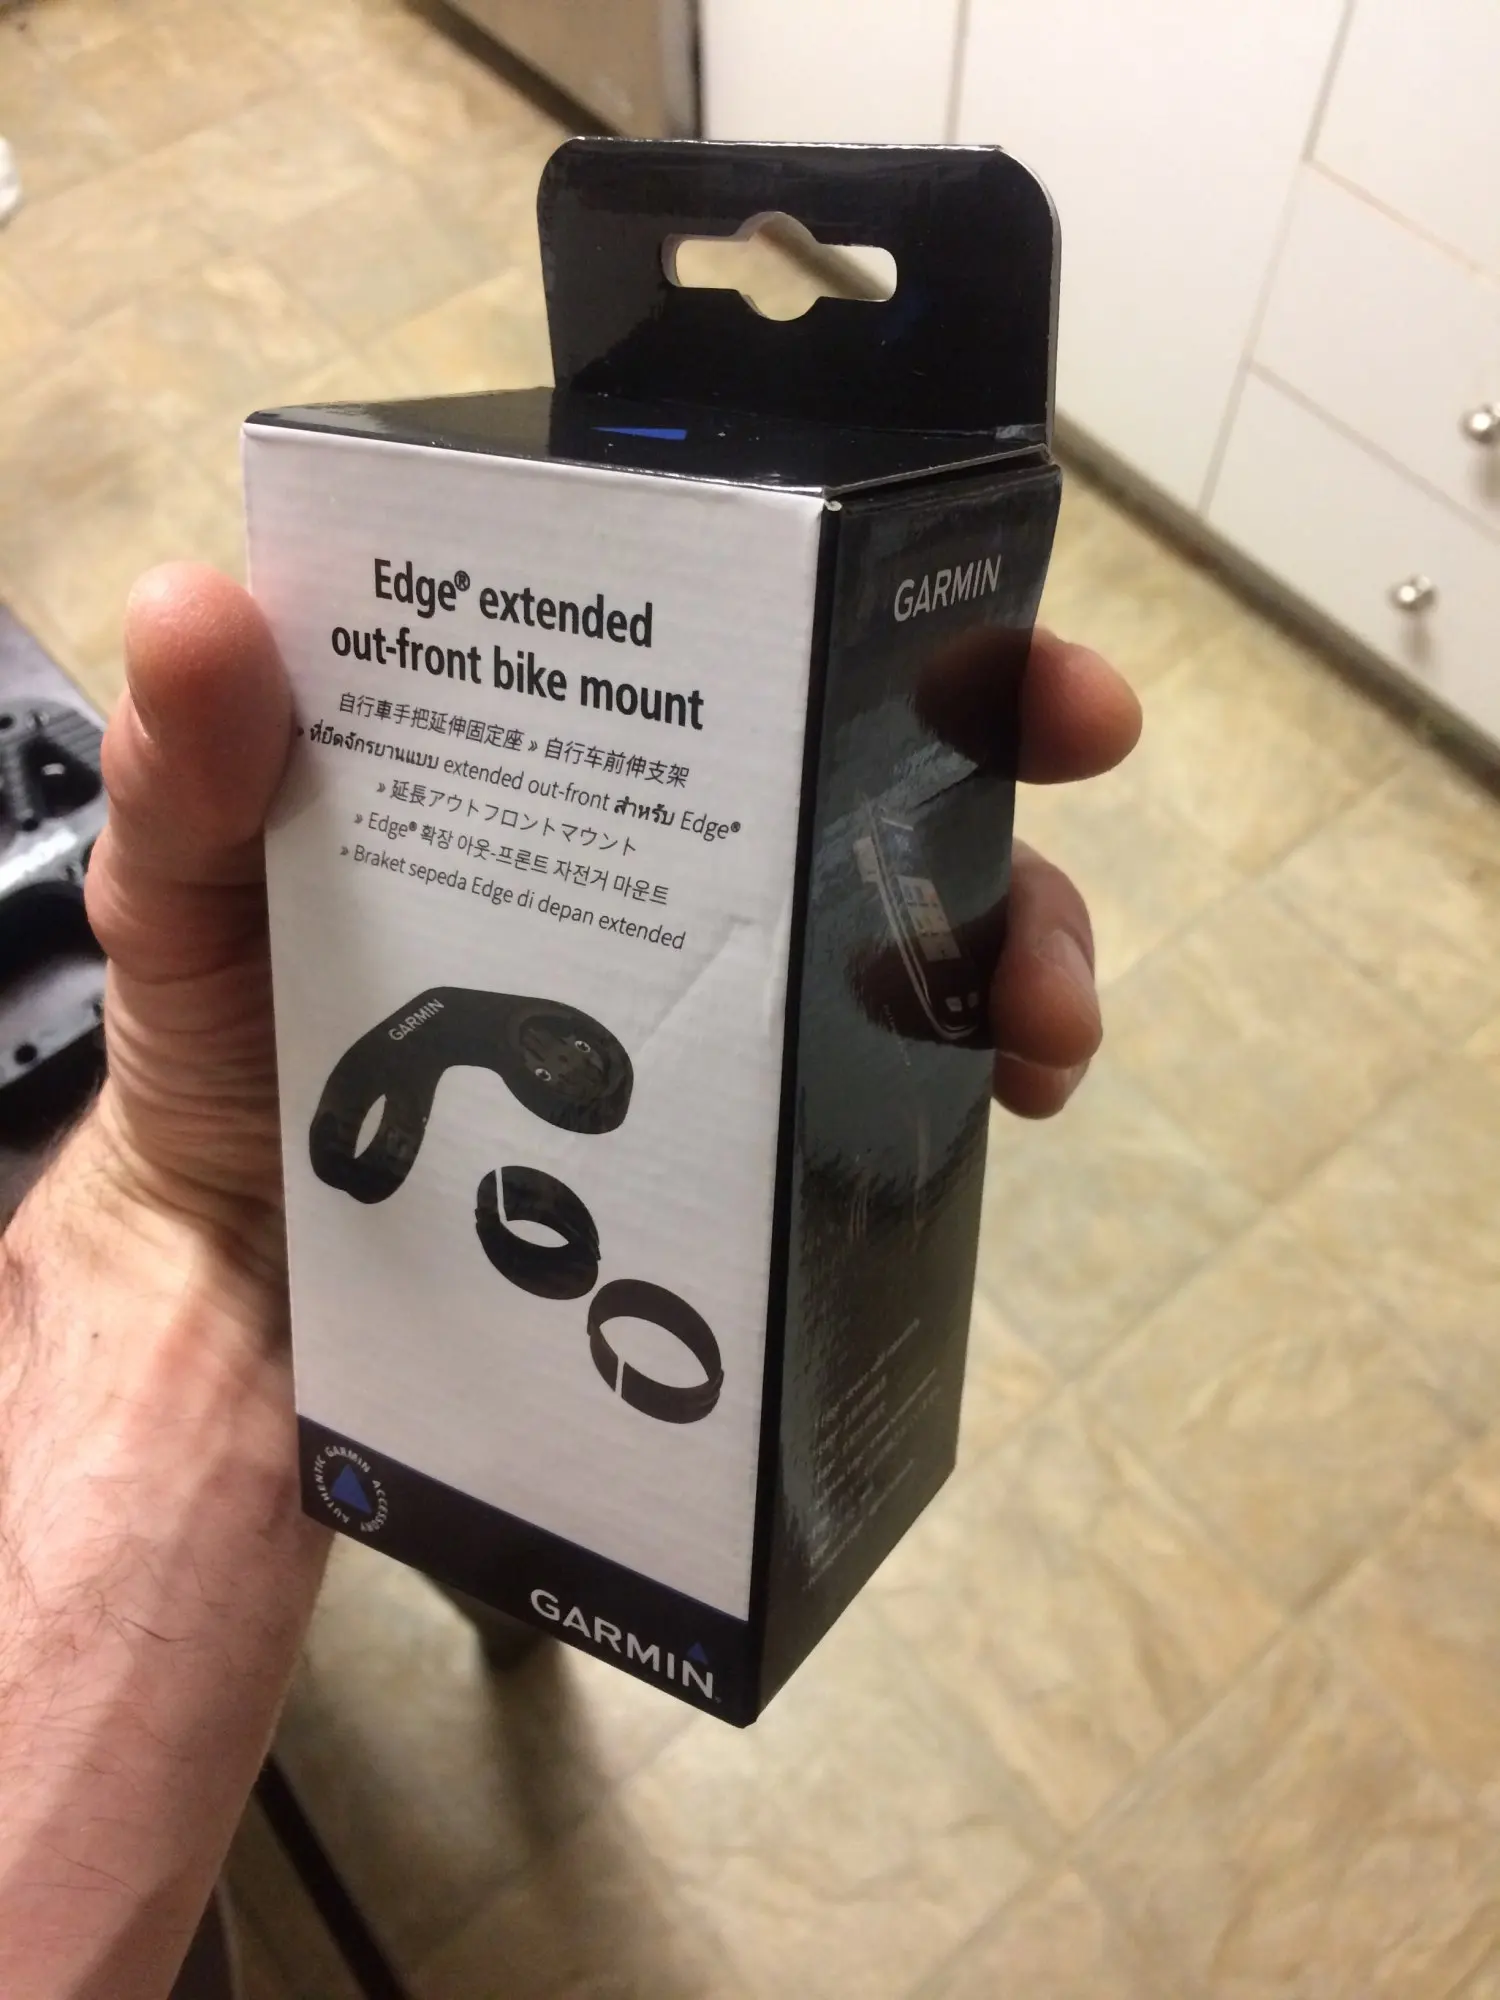 Edge® extended
out-front bike mount
自行車手把延伸固定座 » 自行车前伸支架
» ที่ยึดจักรยานแบบ extended out-front สำหรับ Edge®
» 延長アウトフロントマウント
» Edge® 확장 아웃-프론트 자전거 마운트
» Braket sepeda Edge di depan extended
GARMIN
AUTHENTIC GARMIN ACCESSORY
GARMIN
GARMIN